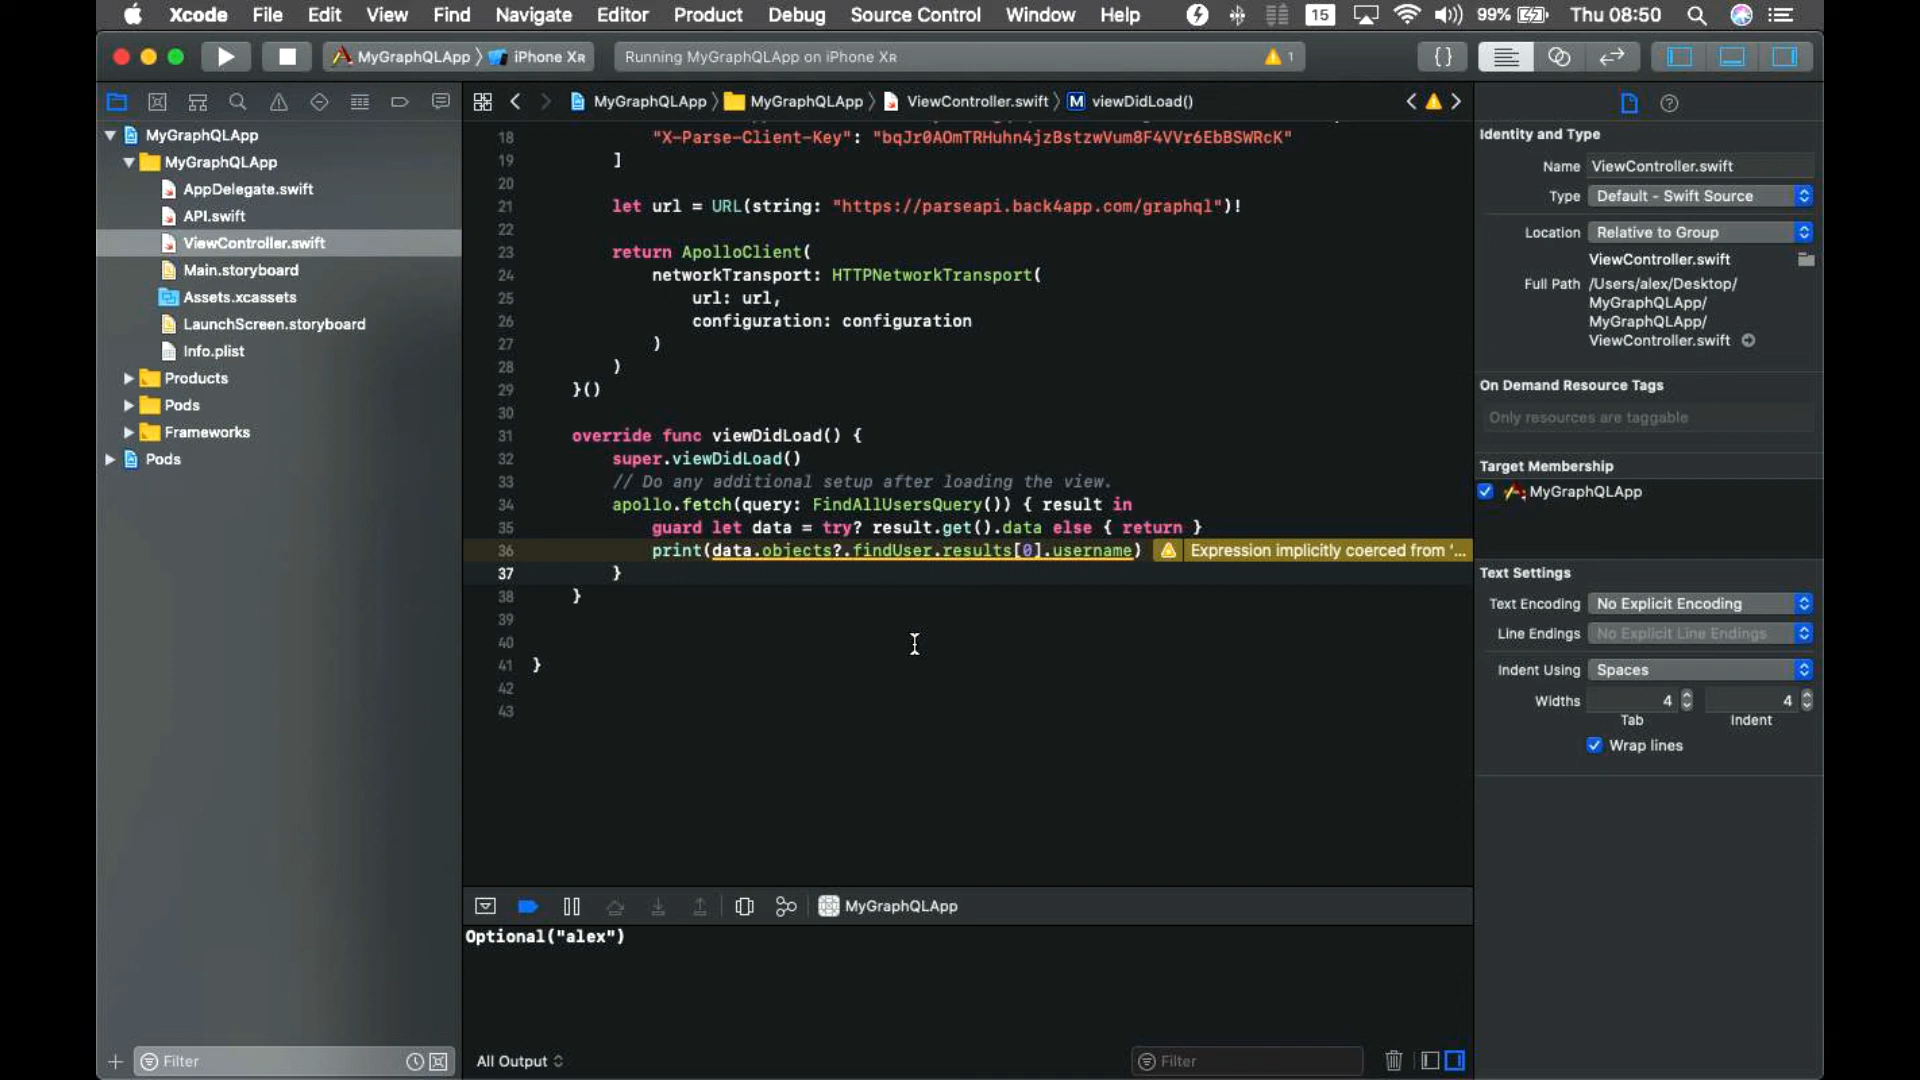 Xcode File Edit View Find Navigate Editor Product Debug Source Control Window Help 15 99% Thu 08:50
MyGraphQLApp iPhone XR Running MyGraphQLApp on iPhone XR 1 {}
MyGraphQLApp MyGraphQLApp ViewController.swift M viewDidLoad()
MyGraphQLApp
MyGraphQLApp
AppDelegate.swift
API.swift
ViewController.swift
Main.storyboard
Assets.xcassets
LaunchScreen.storyboard
Info.plist
Products
Pods
Frameworks
Pods
Filter
18 "X-Parse-Client-Key": "bqJr0AOmTRHuhn4jzBstzwVum8F4VVr6EbBSWRcK"
19 ]
20
21 let url = URL(string: "https://parseapi.back4app.com/graphql")!
22
23 return ApolloClient(
24 networkTransport: HTTPNetworkTransport(
25 url: url,
26 configuration: configuration
27 )
28 )
29 }()
30
31 override func viewDidLoad() {
32 super.viewDidLoad()
33 // Do any additional setup after loading the view.
34 apollo.fetch(query: FindAllUsersQuery()) { result in
35 guard let data = try? result.get().data else { return }
36 print(data.objects?.findUser.results[0].username) Expression implicitly coerced from '...
37 }
38 }
39
40
41 }
42
43
MyGraphQLApp
Optional("alex")
All Output Filter
Identity and Type
Name ViewController.swift
Type Default - Swift Source
Location Relative to Group
ViewController.swift
Full Path /Users/alex/Desktop/
MyGraphQLApp/
MyGraphQLApp/
ViewController.swift
On Demand Resource Tags
Only resources are taggable
Target Membership
MyGraphQLApp
Text Settings
Text Encoding No Explicit Encoding
Line Endings No Explicit Line Endings
Indent Using Spaces
Widths 4 4
Tab Indent
Wrap lines